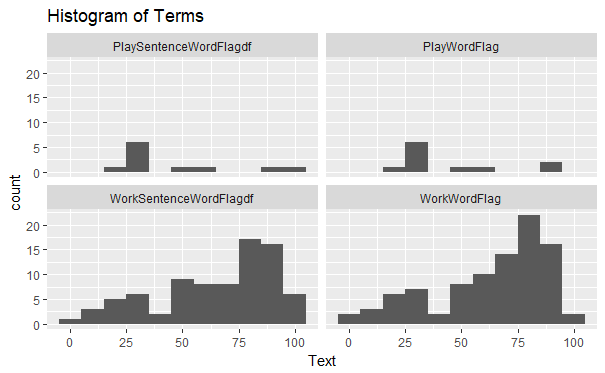 Histogram of Terms
PlaySentenceWordFlagdf PlayWordFlag
20
15
10
5
0
count
WorkSentenceWordFlagdf WorkWordFlag
20
15
10
5
0
0 25 50 75 100 0 25 50 75 100
Text